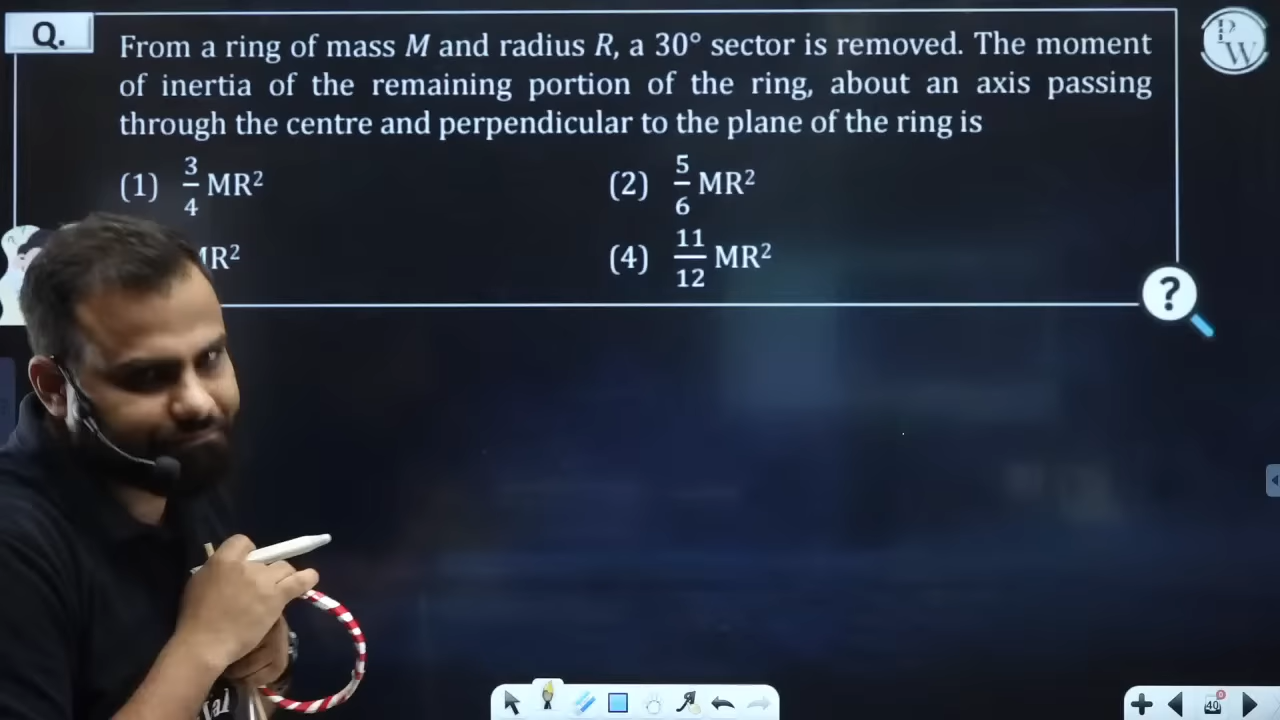 Q.
From a ring of mass M and radius R, a 30° sector is removed. The moment
of inertia of the remaining portion of the ring, about an axis passing
through the centre and perpendicular to the plane of the ring is
(1) 3/4 MR²
(2) 5/6 MR²
MR²
(4) 11/12 MR²
P
W
?
40